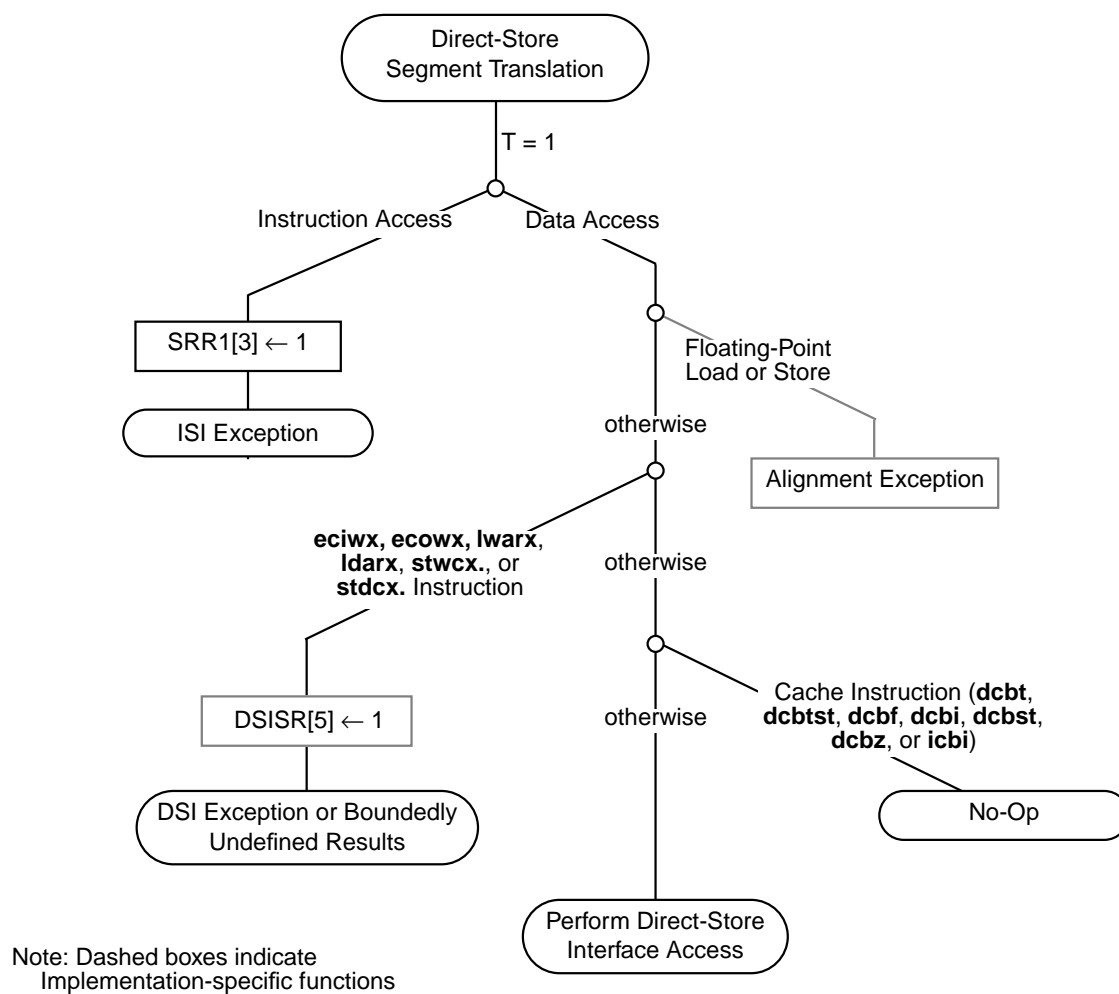 Direct-Store
Segment Translation
T = 1
Instruction Access
Data Access
SRR1[3] ← 1
ISI Exception
Floating-Point
Load or Store
otherwise
Alignment Exception
eciwx, ecowx, lwarx,
ldarx, stwcx., or
stdcx. Instruction
otherwise
DSISR[5] ← 1
otherwise
Cache Instruction (dcbt,
dcbtst, dcbf, dcbi, dcbst,
dcbz, or icbi)
DSI Exception or Boundedly
Undefined Results
No-Op
Perform Direct-Store
Interface Access
Note: Dashed boxes indicate
Implementation-specific functions